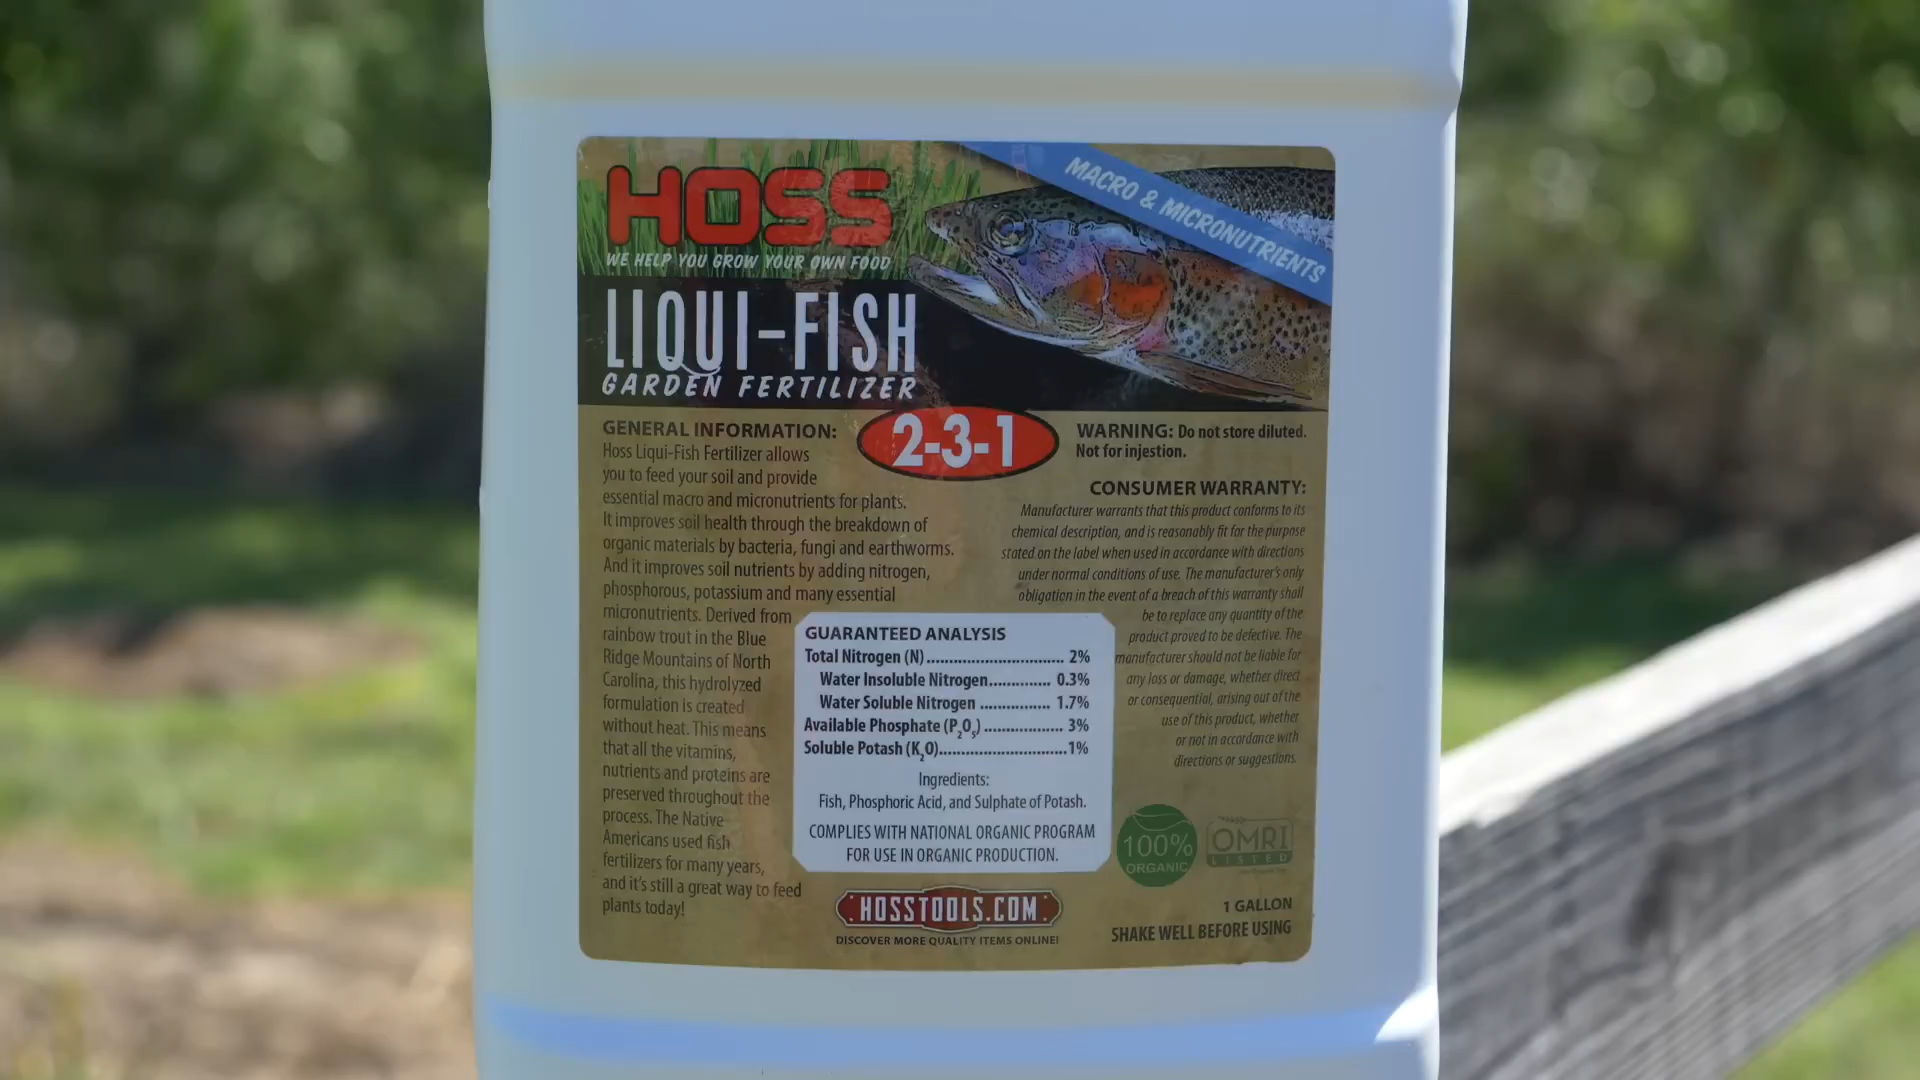 HOSS
WE HELP YOU GROW YOUR OWN FOOD
MACRO & MICRONUTRIENTS
LIQUI-FISH
GARDEN FERTILIZER
2-3-1
GENERAL INFORMATION:
Hoss Liqui-Fish Fertilizer allows
you to feed your soil and provide
essential macro and micronutrients for plants.
It improves soil health through the breakdown of
organic materials by bacteria, fungi and earthworms.
And it improves soil nutrients by adding nitrogen,
phosphorous, potassium and many essential
micronutrients. Derived from
rainbow trout in the Blue
Ridge Mountains of North
Carolina, this hydrolyzed
formulation is created
without heat. This means
that all the vitamins,
nutrients and proteins are
preserved throughout the
process. The Native
Americans used fish
fertilizers for many years,
and it's still a great way to feed
plants today!
WARNING: Do not store diluted.
Not for injection.
CONSUMER WARRANTY:
Manufacturer warrants that this product conforms to its
chemical description, and is reasonably fit for the purpose
stated on the label when used in accordance with directions
under normal conditions of use. The manufacturer's only
obligation in the event of a breach of this warranty shall
be to replace any quantity of the
product proved to be defective. The
manufacturer should not be liable for
any loss or damage, whether direct
or consequential, arising out of the
use of this product, whether
or not in accordance with
directions or suggestions.
GUARANTEED ANALYSIS
Total Nitrogen (N).............................. 2%
Water Insoluble Nitrogen.............. 0.3%
Water Soluble Nitrogen ................ 1.7%
Available Phosphate (P₂O₅) .................. 3%
Soluble Potash (K₂O)............................1%
Ingredients:
Fish, Phosphoric Acid, and Sulphate of Potash.
COMPLIES WITH NATIONAL ORGANIC PROGRAM
FOR USE IN ORGANIC PRODUCTION.
100%
ORGANIC
OMRI
LISTED
HOSSTOOLS.COM
DISCOVER MORE QUALITY ITEMS ONLINE!
1 GALLON
SHAKE WELL BEFORE USING